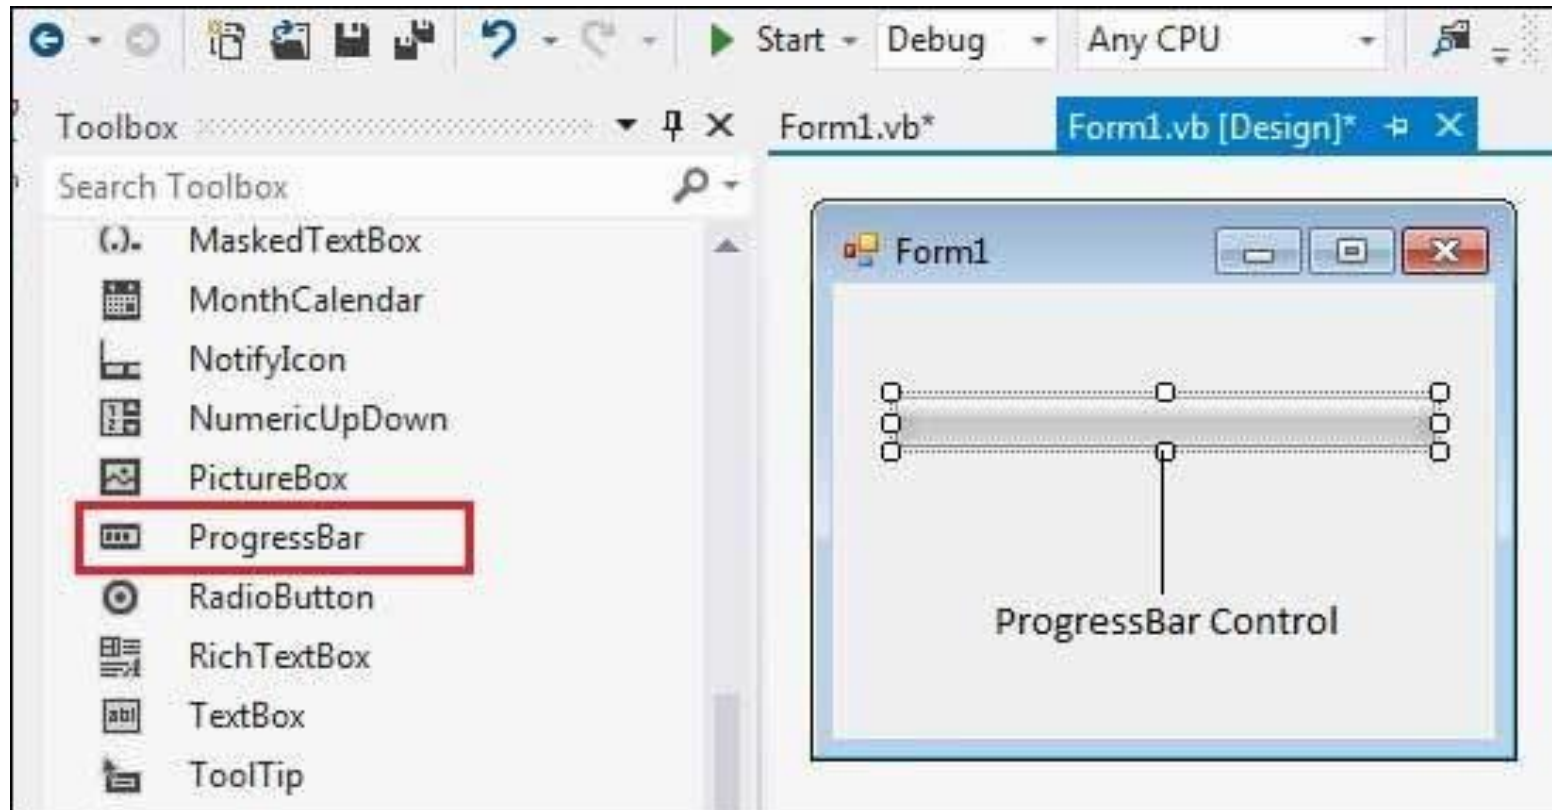 Start Debug Any CPU
Toolbox
Form1.vb* Form1.vb [Design]*
Search Toolbox
MaskedTextBox
MonthCalendar
NotifyIcon
NumericUpDown
PictureBox
ProgressBar
RadioButton
RichTextBox
TextBox
ToolTip
Form1
ProgressBar Control